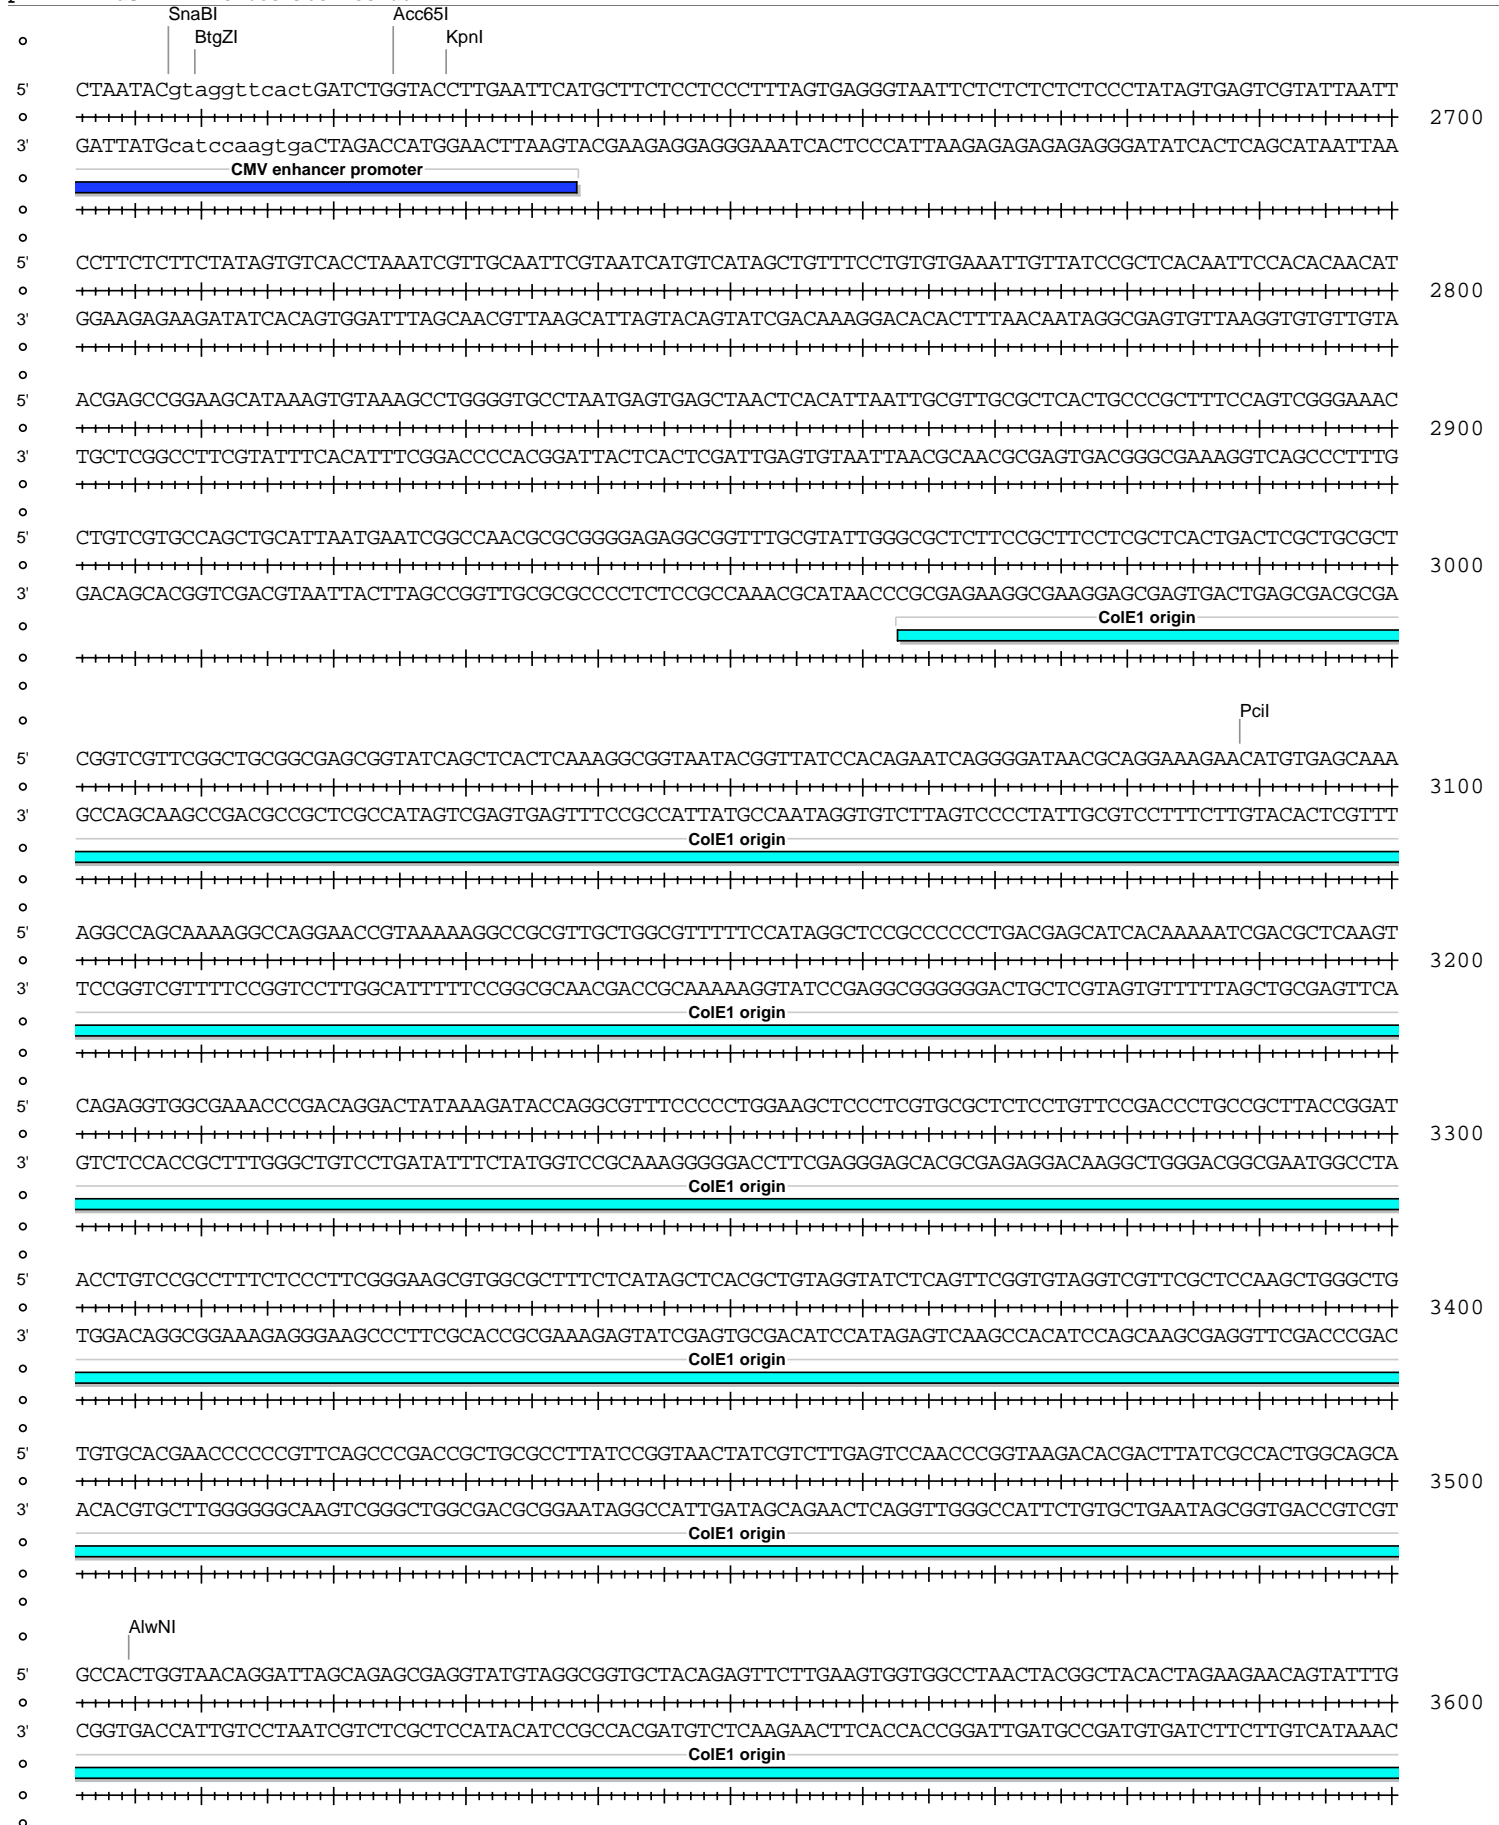 SnaBI Acc65I
BtgZI KpnI
5' CTAATACgtaggttcactGATCTGGTACCTTGAATTCATGCTTCTCCTCCCTTTAGTGAGGGTAATTCTCTCTCTCTCCCTATAGTGAGTCGTATTAATT
2700
3' GATTATGcatccaagtgaCTAGACCATGGAACTTAAGTACGAAGAGGAGGGAAATCACTCCCATTAAGAGAGAGAGAGGGATATCACTCAGCATAATTAA
CMV enhancer promoter
5' CCTTCTCTTCTATAGTGTCACCTAAATCGTTGCAATTCGTAATCATGTCATAGCTGTTTCCTGTGTGAAATTGTTATCCGCTCACAATTCCACACAACAT
2800
3' GGAAGAGAAGATATCACAGTGGATTTAGCAACGTTAAGCATTAGTACAGTATCGACAAAGGACACACTTTAACAATAGGCGAGTGTTAAGGTGTGTTGTA
5' ACGAGCCGGAAGCATAAAGTGTAAAGCCTGGGGTGCCTAATGAGTGAGCTAACTCACATTAATTGCGTTGCGCTCACTGCCCGCTTTCCAGTCGGGAAAC
2900
3' TGCTCGGCCTTCGTATTTCACATTTCGGACCCCACGGATTACTCACTCGATTGAGTGTAATTAACGCAACGCGAGTGACGGGCGAAAGGTCAGCCCTTTG
5' CTGTCGTGCCAGCTGCATTAATGAATCGGCCAACGCGCGGGGAGAGGCGGTTTGCGTATTGGGCGCTCTTCCGCTTCCTCGCTCACTGACTCGCTGCGCT
3000
3' GACAGCACGGTCGACGTAATTACTTAGCCGGTTGCGCGCCCCTCTCCGCCAAACGCATAACCCGCGAGAAGGCGAAGGAGCGAGTGACTGAGCGACGCGA
ColE1 origin
PciI
5' CGGTCGTTCGGCTGCGGCGAGCGGTATCAGCTCACTCAAAGGCGGTAATACGGTTATCCACAGAATCAGGGGATAACGCAGGAAAGAACATGTGAGCAAA
3100
3' GCCAGCAAGCCGACGCCGCTCGCCATAGTCGAGTGAGTTTCCGCCATTATGCCAATAGGTGTCTTAGTCCCCTATTGCGTCCTTTCTTGTACACTCGTTT
ColE1 origin
5' AGGCCAGCAAAAGGCCAGGAACCGTAAAAAGGCCGCGTTGCTGGCGTTTTTCCATAGGCTCCGCCCCCCTGACGAGCATCACAAAAATCGACGCTCAAGT
3200
3' TCCGGTCGTTTTCCGGTCCTTGGCATTTTTCCGGCGCAACGACCGCAAAAAGGTATCCGAGGCGGGGGGACTGCTCGTAGTGTTTTTAGCTGCGAGTTCA
ColE1 origin
5' CAGAGGTGGCGAAACCCGACAGGACTATAAAGATACCAGGCGTTTCCCCCTGGAAGCTCCCTCGTGCGCTCTCCTGTTCCGACCCTGCCGCTTACCGGAT
3300
3' GTCTCCACCGCTTTGGGCTGTCCTGATATTTCTATGGTCCGCAAAGGGGGACCTTCGAGGGAGCACGCGAGAGGACAAGGCTGGGACGGCGAATGGCCTA
ColE1 origin
5' ACCTGTCCGCCTTTCTCCCTTCGGGAAGCGTGGCGCTTTCTCATAGCTCACGCTGTAGGTATCTCAGTTCGGTGTAGGTCGTTCGCTCCAAGCTGGGCTG
3400
3' TGGACAGGCGGAAAGAGGGAAGCCCTTCGCACCGCGAAAGAGTATCGAGTGCGACATCCATAGAGTCAAGCCACATCCAGCAAGCGAGGTTCGACCCGAC
ColE1 origin
5' TGTGCACGAACCCCCCGTTCAGCCCGACCGCTGCGCCTTATCCGGTAACTATCGTCTTGAGTCCAACCCGGTAAGACACGACTTATCGCCACTGGCAGCA
3500
3' ACACGTGCTTGGGGGGCAAGTCGGGCTGGCGACGCGGAATAGGCCATTGATAGCAGAACTCAGGTTGGGCCATTCTGTGCTGAATAGCGGTGACCGTCGT
ColE1 origin
AlwNI
5' GCCACTGGTAACAGGATTAGCAGAGCGAGGTATGTAGGCGGTGCTACAGAGTTCTTGAAGTGGTGGCCTAACTACGGCTACACTAGAAGAACAGTATTTG
3600
3' CGGTGACCATTGTCCTAATCGTCTCGCTCCATACATCCGCCACGATGTCTCAAGAACTTCACCACCGGATTGATGCCGATGTGATCTTCTTGTCATAAAC
ColE1 origin